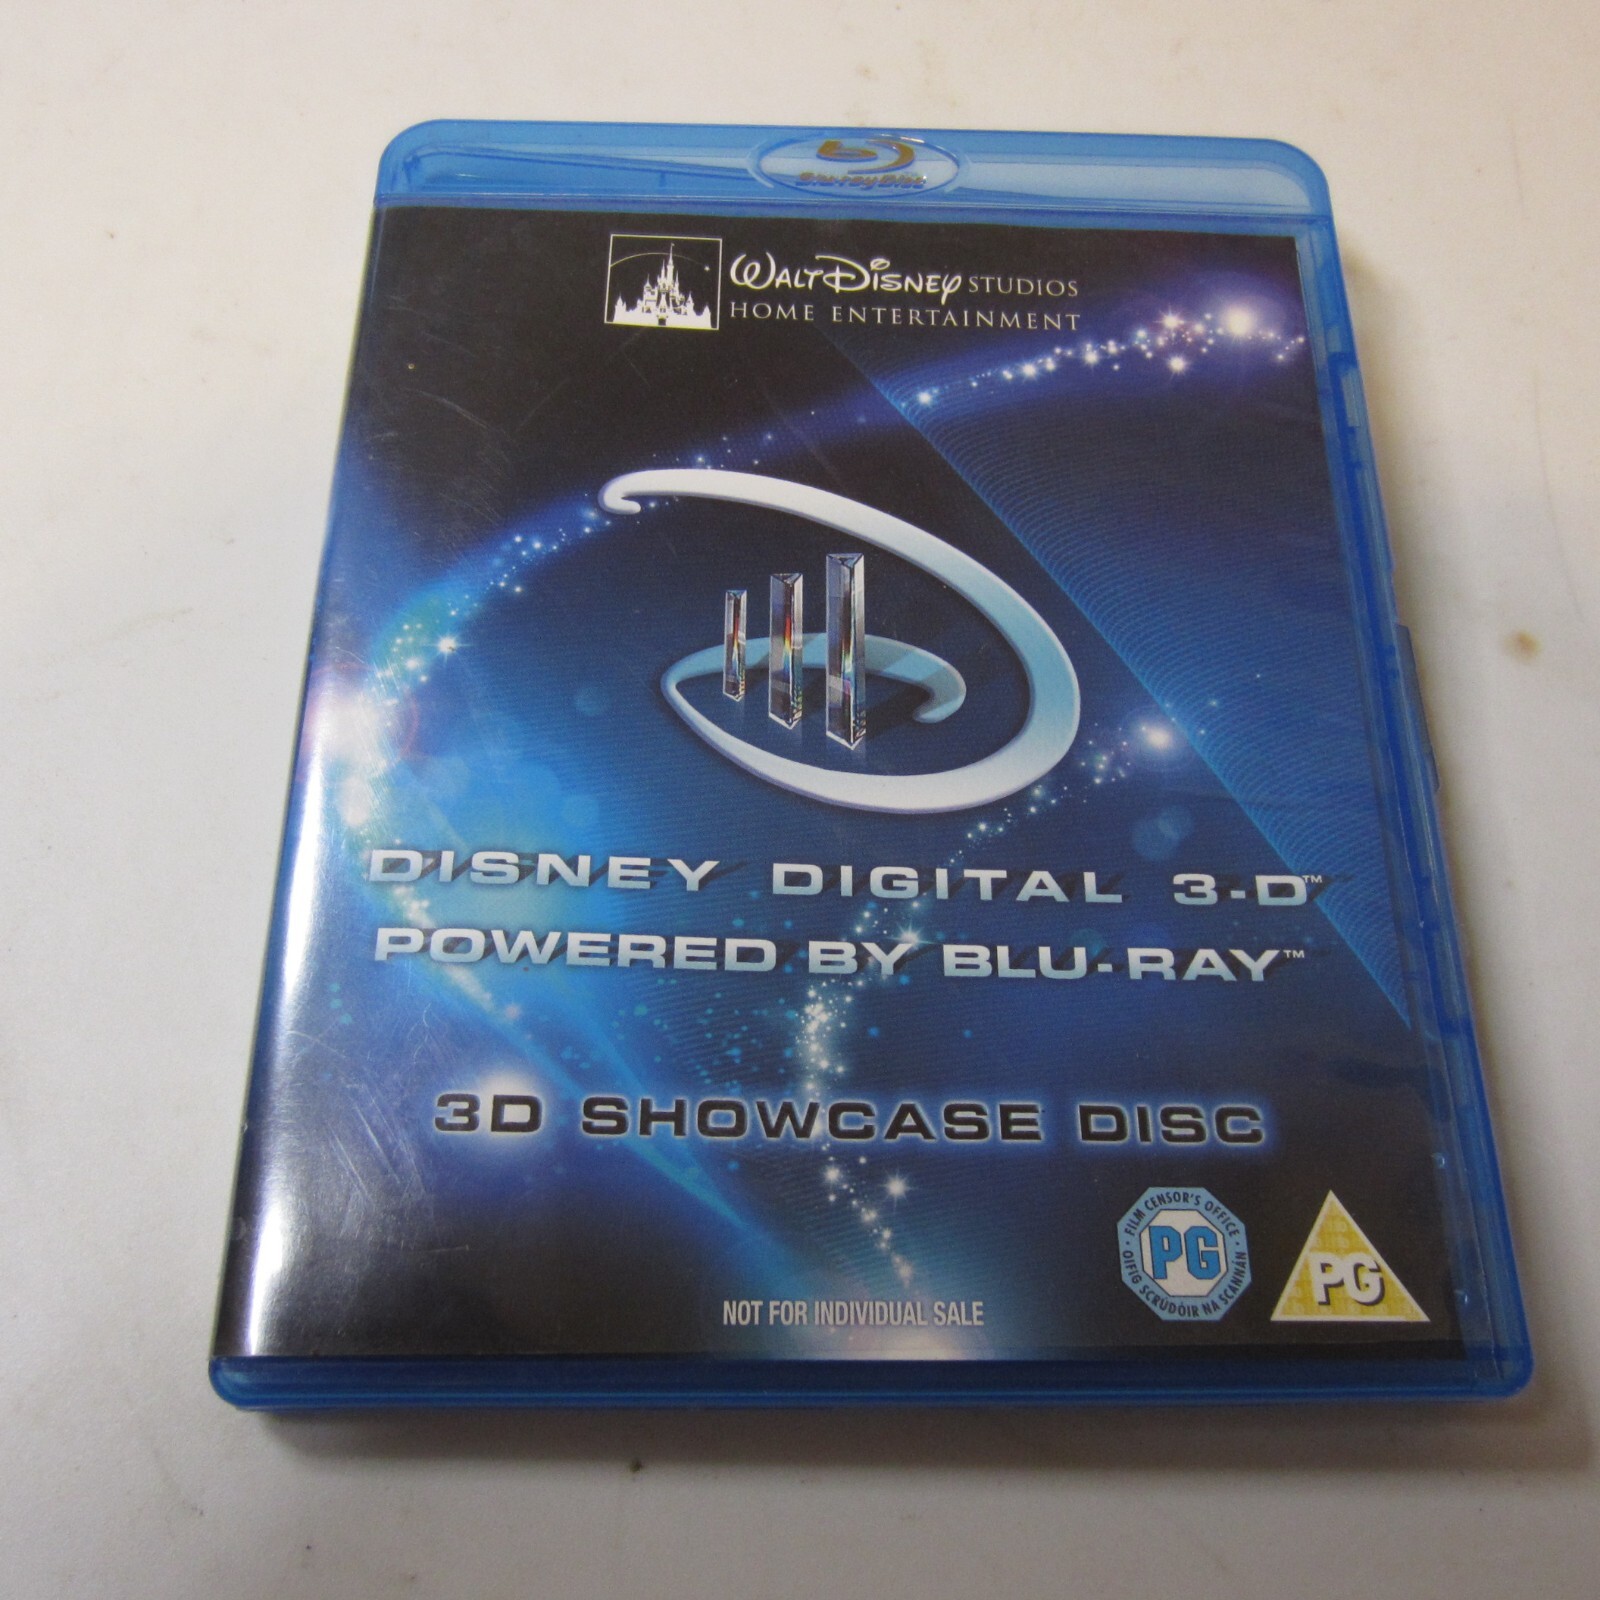 Blu-ray Disc
WALT DISNEY STUDIOS
HOME ENTERTAINMENT
DISNEY DIGITAL 3-D™
POWERED BY BLU-RAY™
3D SHOWCASE DISC
FILM CENSOR'S OFFICE
PG
OIFIG SCRÚDÓIR NA SCANNÁN
PG
NOT FOR INDIVIDUAL SALE